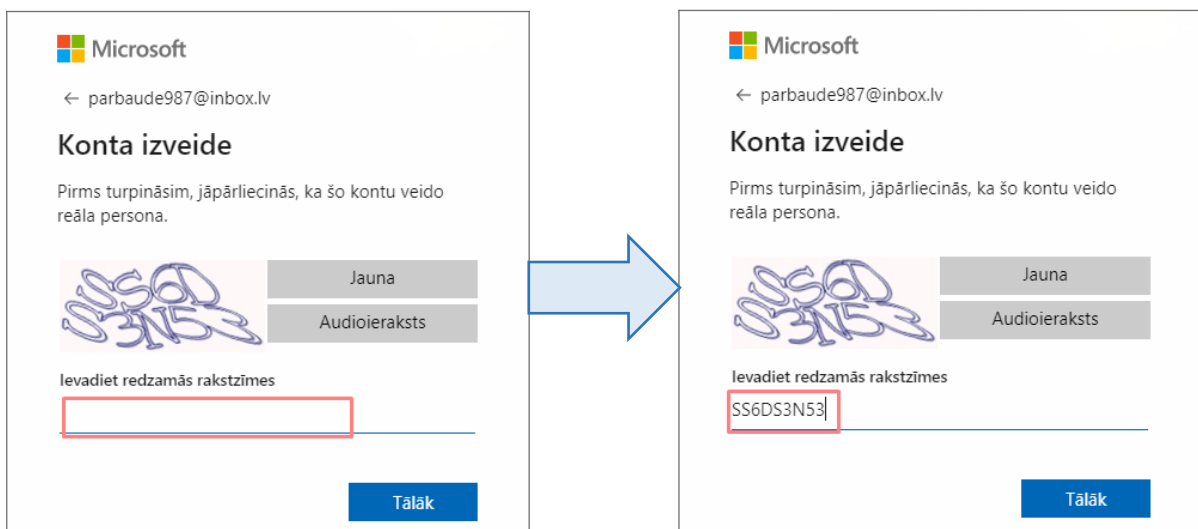 Microsoft
← parbaude987@inbox.lv
Konta izveide
Pirms turpināsim, jāpārliecinās, ka šo kontu veido
reāla persona.
SS6D
S3N53
Jauna
Audioieraksts
Ievadiet redzamās rakstzīmes
Tālāk
Microsoft
← parbaude987@inbox.lv
Konta izveide
Pirms turpināsim, jāpārliecinās, ka šo kontu veido
reāla persona.
SS6D
S3N53
Jauna
Audioieraksts
Ievadiet redzamās rakstzīmes
SS6DS3N53
Tālāk